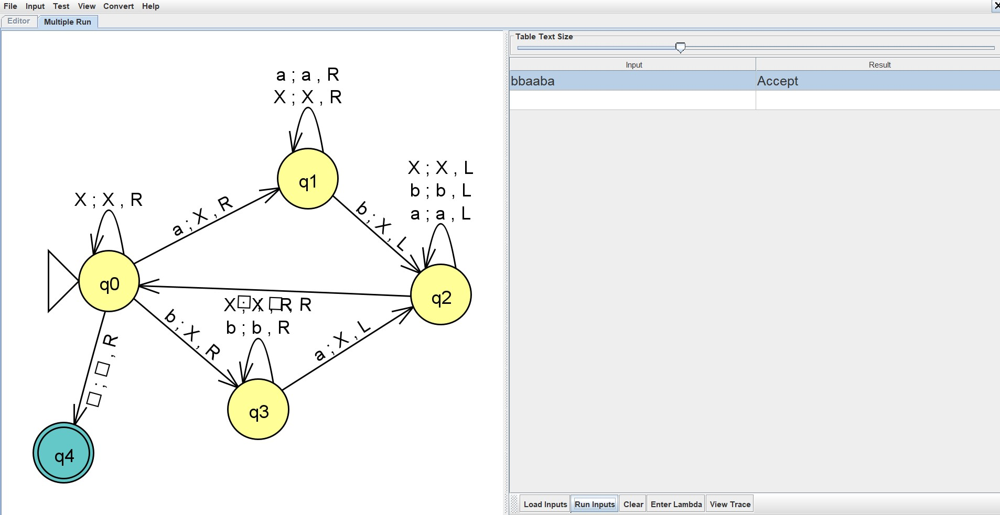 File Input Test View Convert Help
Editor Multiple Run
Table Text Size
Input Result
bbaaba Accept
a ; a , R
X ; X , R
q1
X ; X , L
b ; b , L
a ; a , L
X ; X , R
a ; X , R
b ; X , L
q0
q2
b ; b , R
b ; X , R
a ; X , L
□ ; □ , R
q3
q4
Load Inputs Run Inputs Clear Enter Lambda View Trace